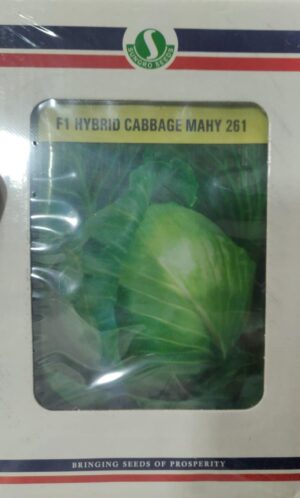 S
SUNGRO SEEDS
F1 HYBRID CABBAGE MAHY 261
BRINGING SEEDS OF PROSPERITY